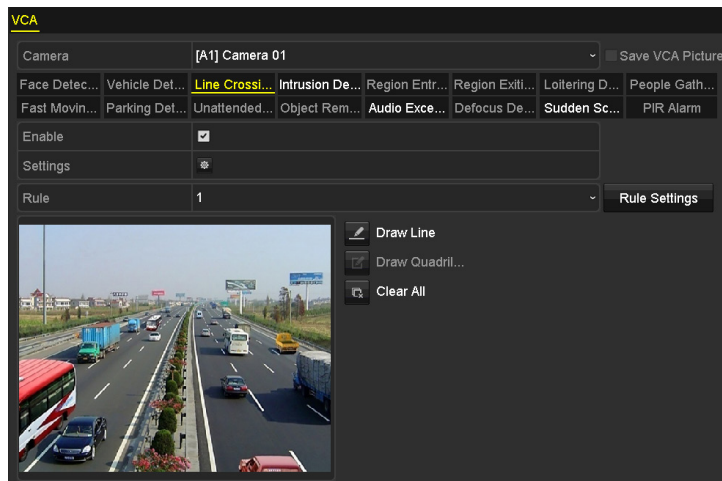 VCA
Camera [A1] Camera 01 Save VCA Picture
Face Detec... Vehicle Det... Line Crossi... Intrusion De... Region Entr... Region Exiti... Loitering D... People Gath...
Fast Movin... Parking Det... Unattended... Object Rem... Audio Exce... Defocus De... Sudden Sc... PIR Alarm
Enable
Settings
Rule 1 Rule Settings
Draw Line
Draw Quadril...
Clear All